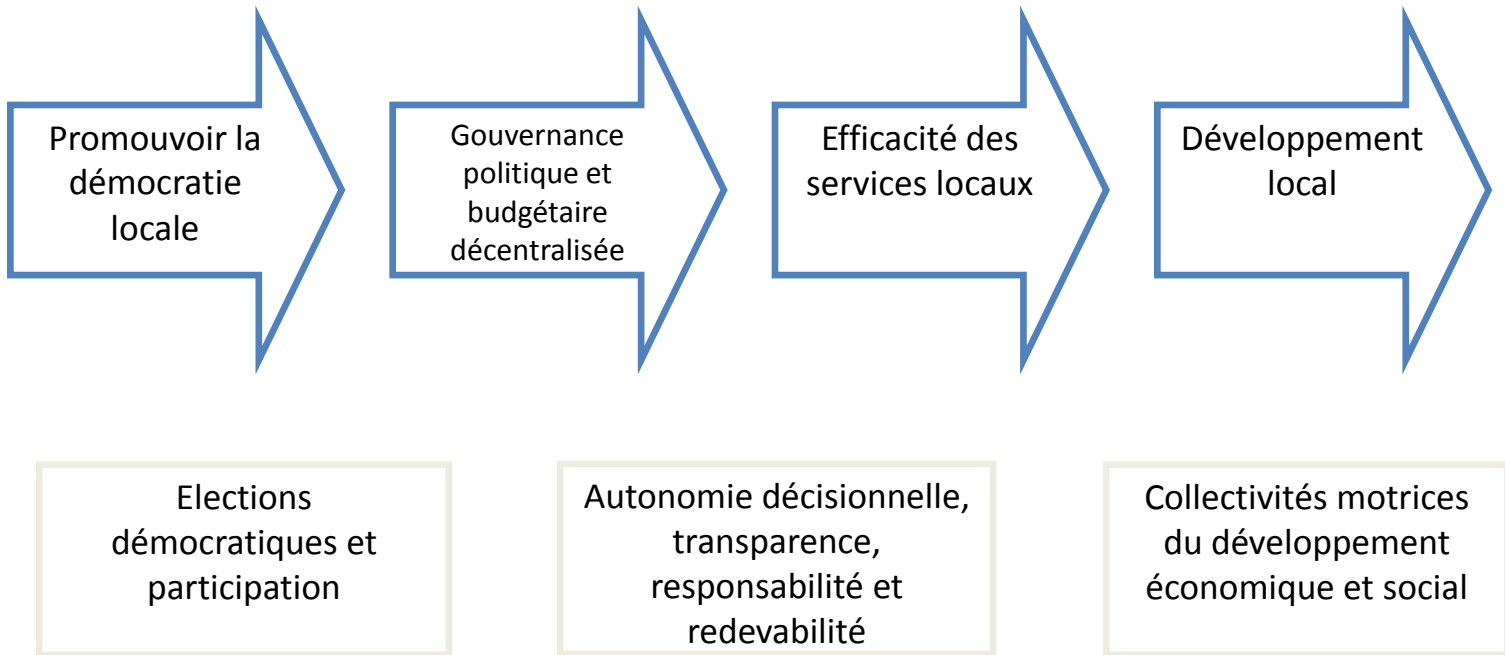 Promouvoir la
démocratie
locale
Gouvernance
politique et
budgétaire
décentralisée
Efficacité des
services locaux
Développement
local
Elections
démocratiques et
participation
Autonomie décisionnelle,
transparence,
responsabilité et
redevabilité
Collectivités motrices
du développement
économique et social